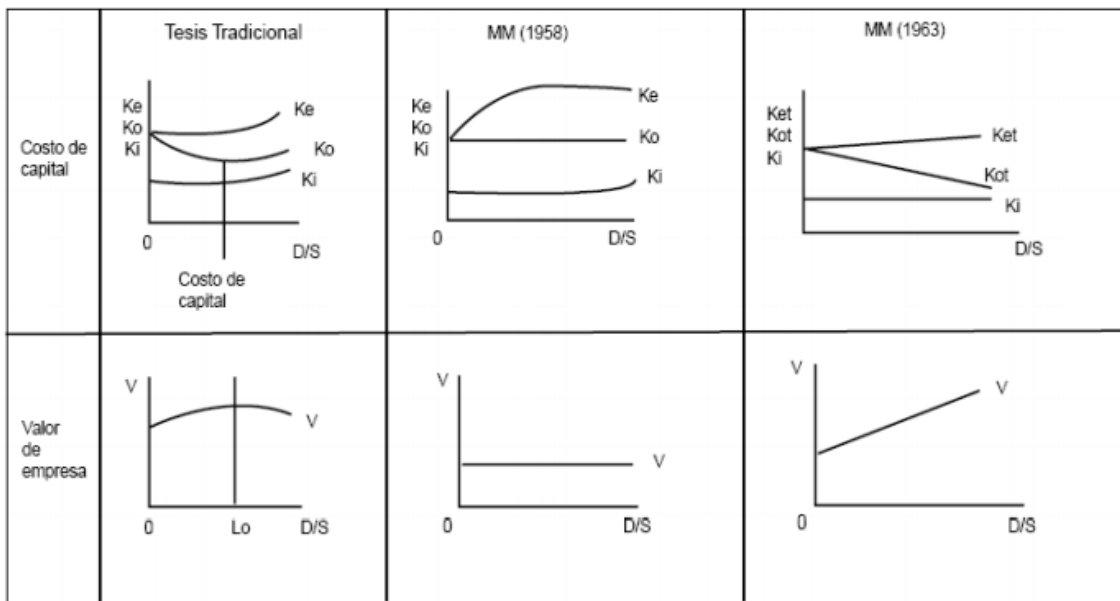 Tesis Tradicional
MM (1958)
MM (1963)
Costo de
capital
Ke
Ko
Ki
Ke
Ko
Ki
0
D/S
Costo de
capital
Ke
Ko
Ki
Ke
Ko
Ki
0
D/S
Ket
Kot
Ki
Ket
Kot
Ki
0
D/S
Valor
de
empresa
V
V
0
Lo
D/S
V
V
0
D/S
V
V
0
D/S